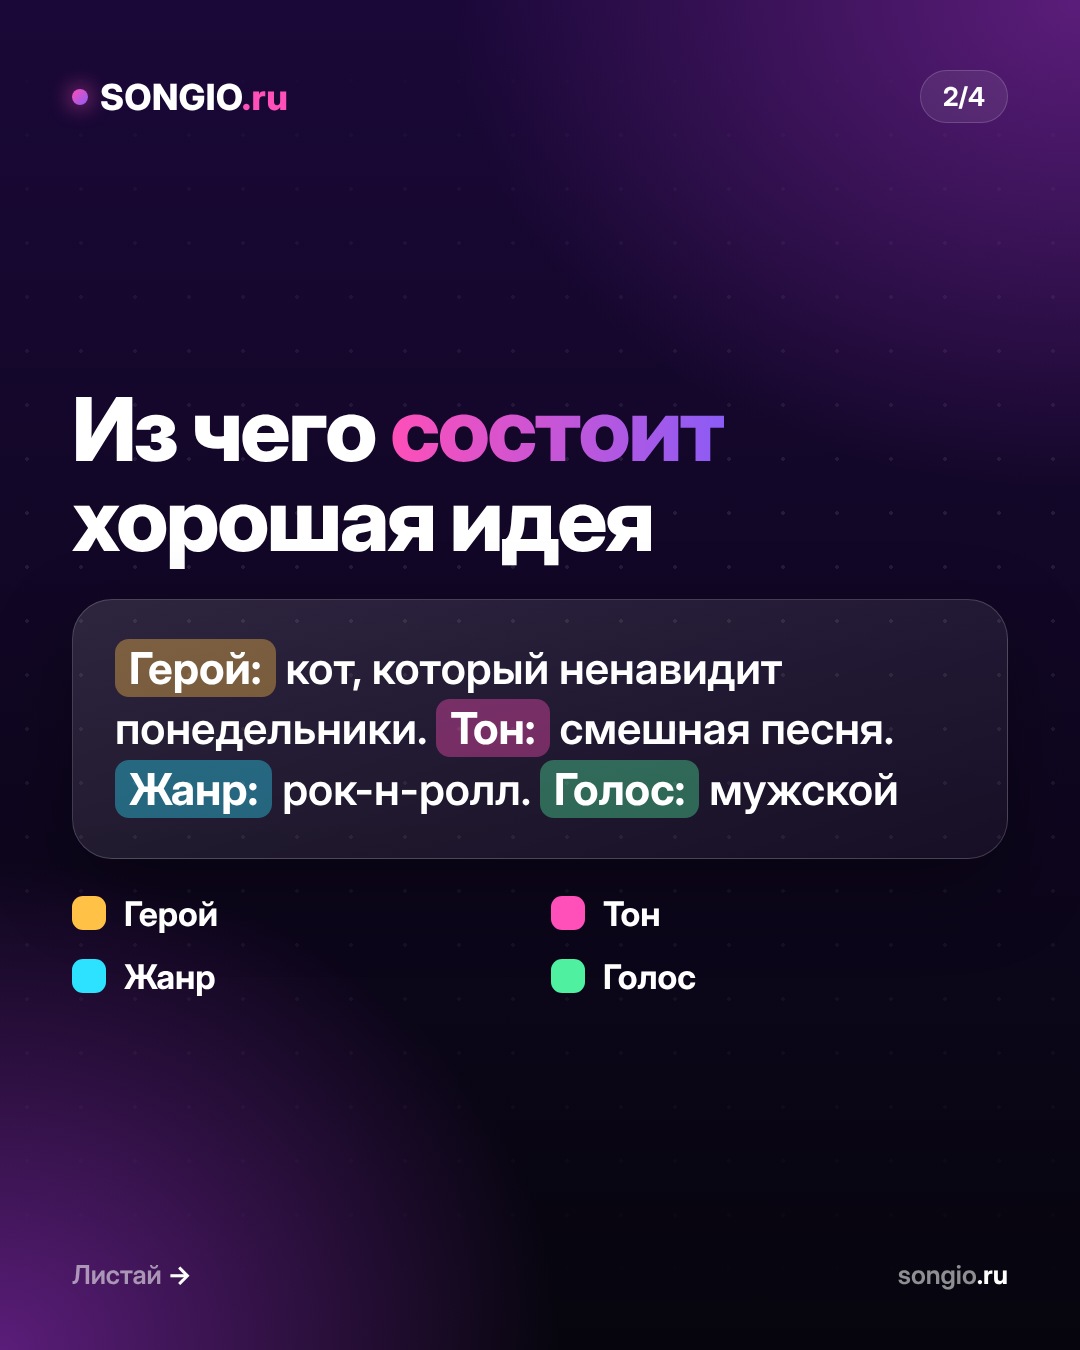 SONGIO.ru
2/4
Из чего состоит
хорошая идея
Герой: кот, который ненавидит
понедельники. Тон: смешная песня.
Жанр: рок-н-ролл. Голос: мужской
Герой
Тон
Жанр
Голос
Листай →
songio.ru